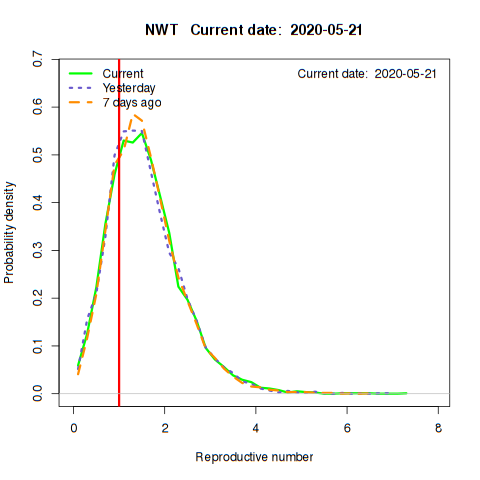 NWT   Current date:  2020-05-21
Current date:  2020-05-21
Current
Yesterday
7 days ago
Probability density
0.7
0.6
0.5
0.4
0.3
0.2
0.1
0.0
0 2 4 6 8
Reproductive number